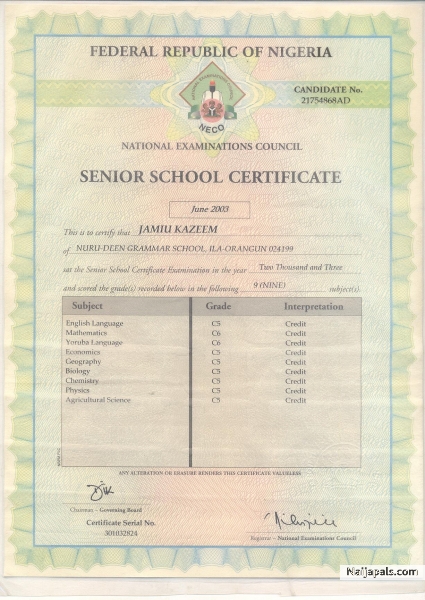 FEDERAL REPUBLIC OF NIGERIA
CANDIDATE No.
21754868AD
NECO
NATIONAL EXAMINATIONS COUNCIL
SENIOR SCHOOL CERTIFICATE
June 2003
This is to certify that JAMIU KAZEEM
of NURU-DEEN GRAMMAR SCHOOL, ILA-ORANGUN 024199
sat the Senior School Certificate Examination in the year Two Thousand and Three
and scored the grade(s) recorded below in the following 9 (NINE) subject(s).
Subject Grade Interpretation
English Language C5 Credit
Mathematics C6 Credit
Yoruba Language C6 Credit
Economics C5 Credit
Geography C5 Credit
Biology C5 Credit
Chemistry C5 Credit
Physics C5 Credit
Agricultural Science C5 Credit
ANY ALTERATION OR ERASURE RENDERS THIS CERTIFICATE VALUELESS
Chairman - Governing Board
Certificate Serial No.
301032824
Registrar - National Examinations Council
Naijapals.com